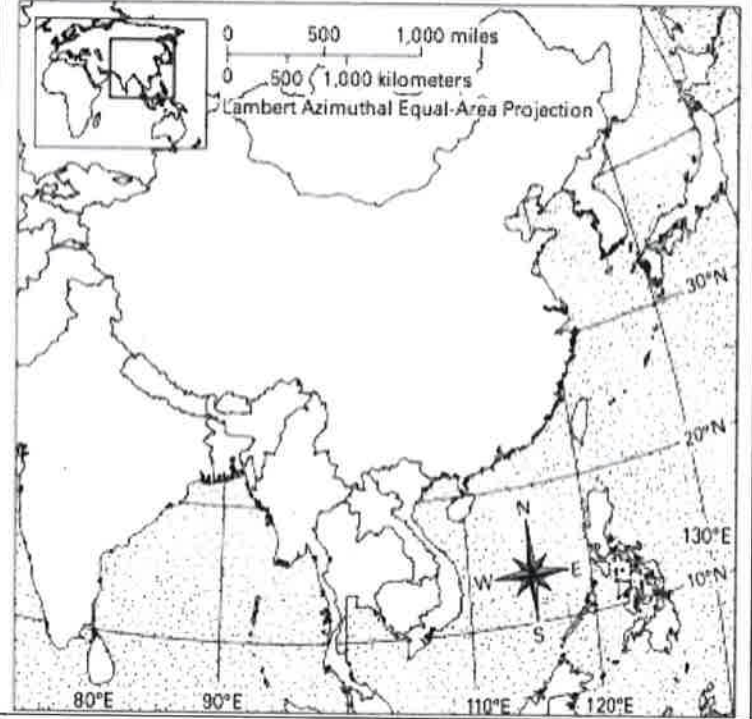 0 500 1,000 miles
0 500 1,000 kilometers
Lambert Azimuthal Equal-Area Projection
30°N
20°N
N
130°E
W E
10°N
S
80°E 90°E 110°E 120°E